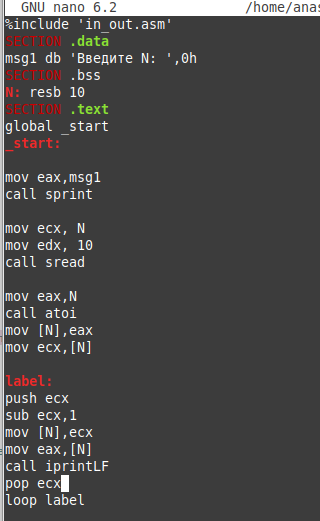 GNU nano 6.2 /home/anas
%include 'in_out.asm'
SECTION .data
msg1 db 'Введите N: ',0h
SECTION .bss
N: resb 10
SECTION .text
global _start
_start:
mov eax,msg1
call sprint
mov ecx, N
mov edx, 10
call sread
mov eax,N
call atoi
mov [N],eax
mov ecx,[N]
label:
push ecx
sub ecx,1
mov [N],ecx
mov eax,[N]
call iprintLF
pop ecx
loop label